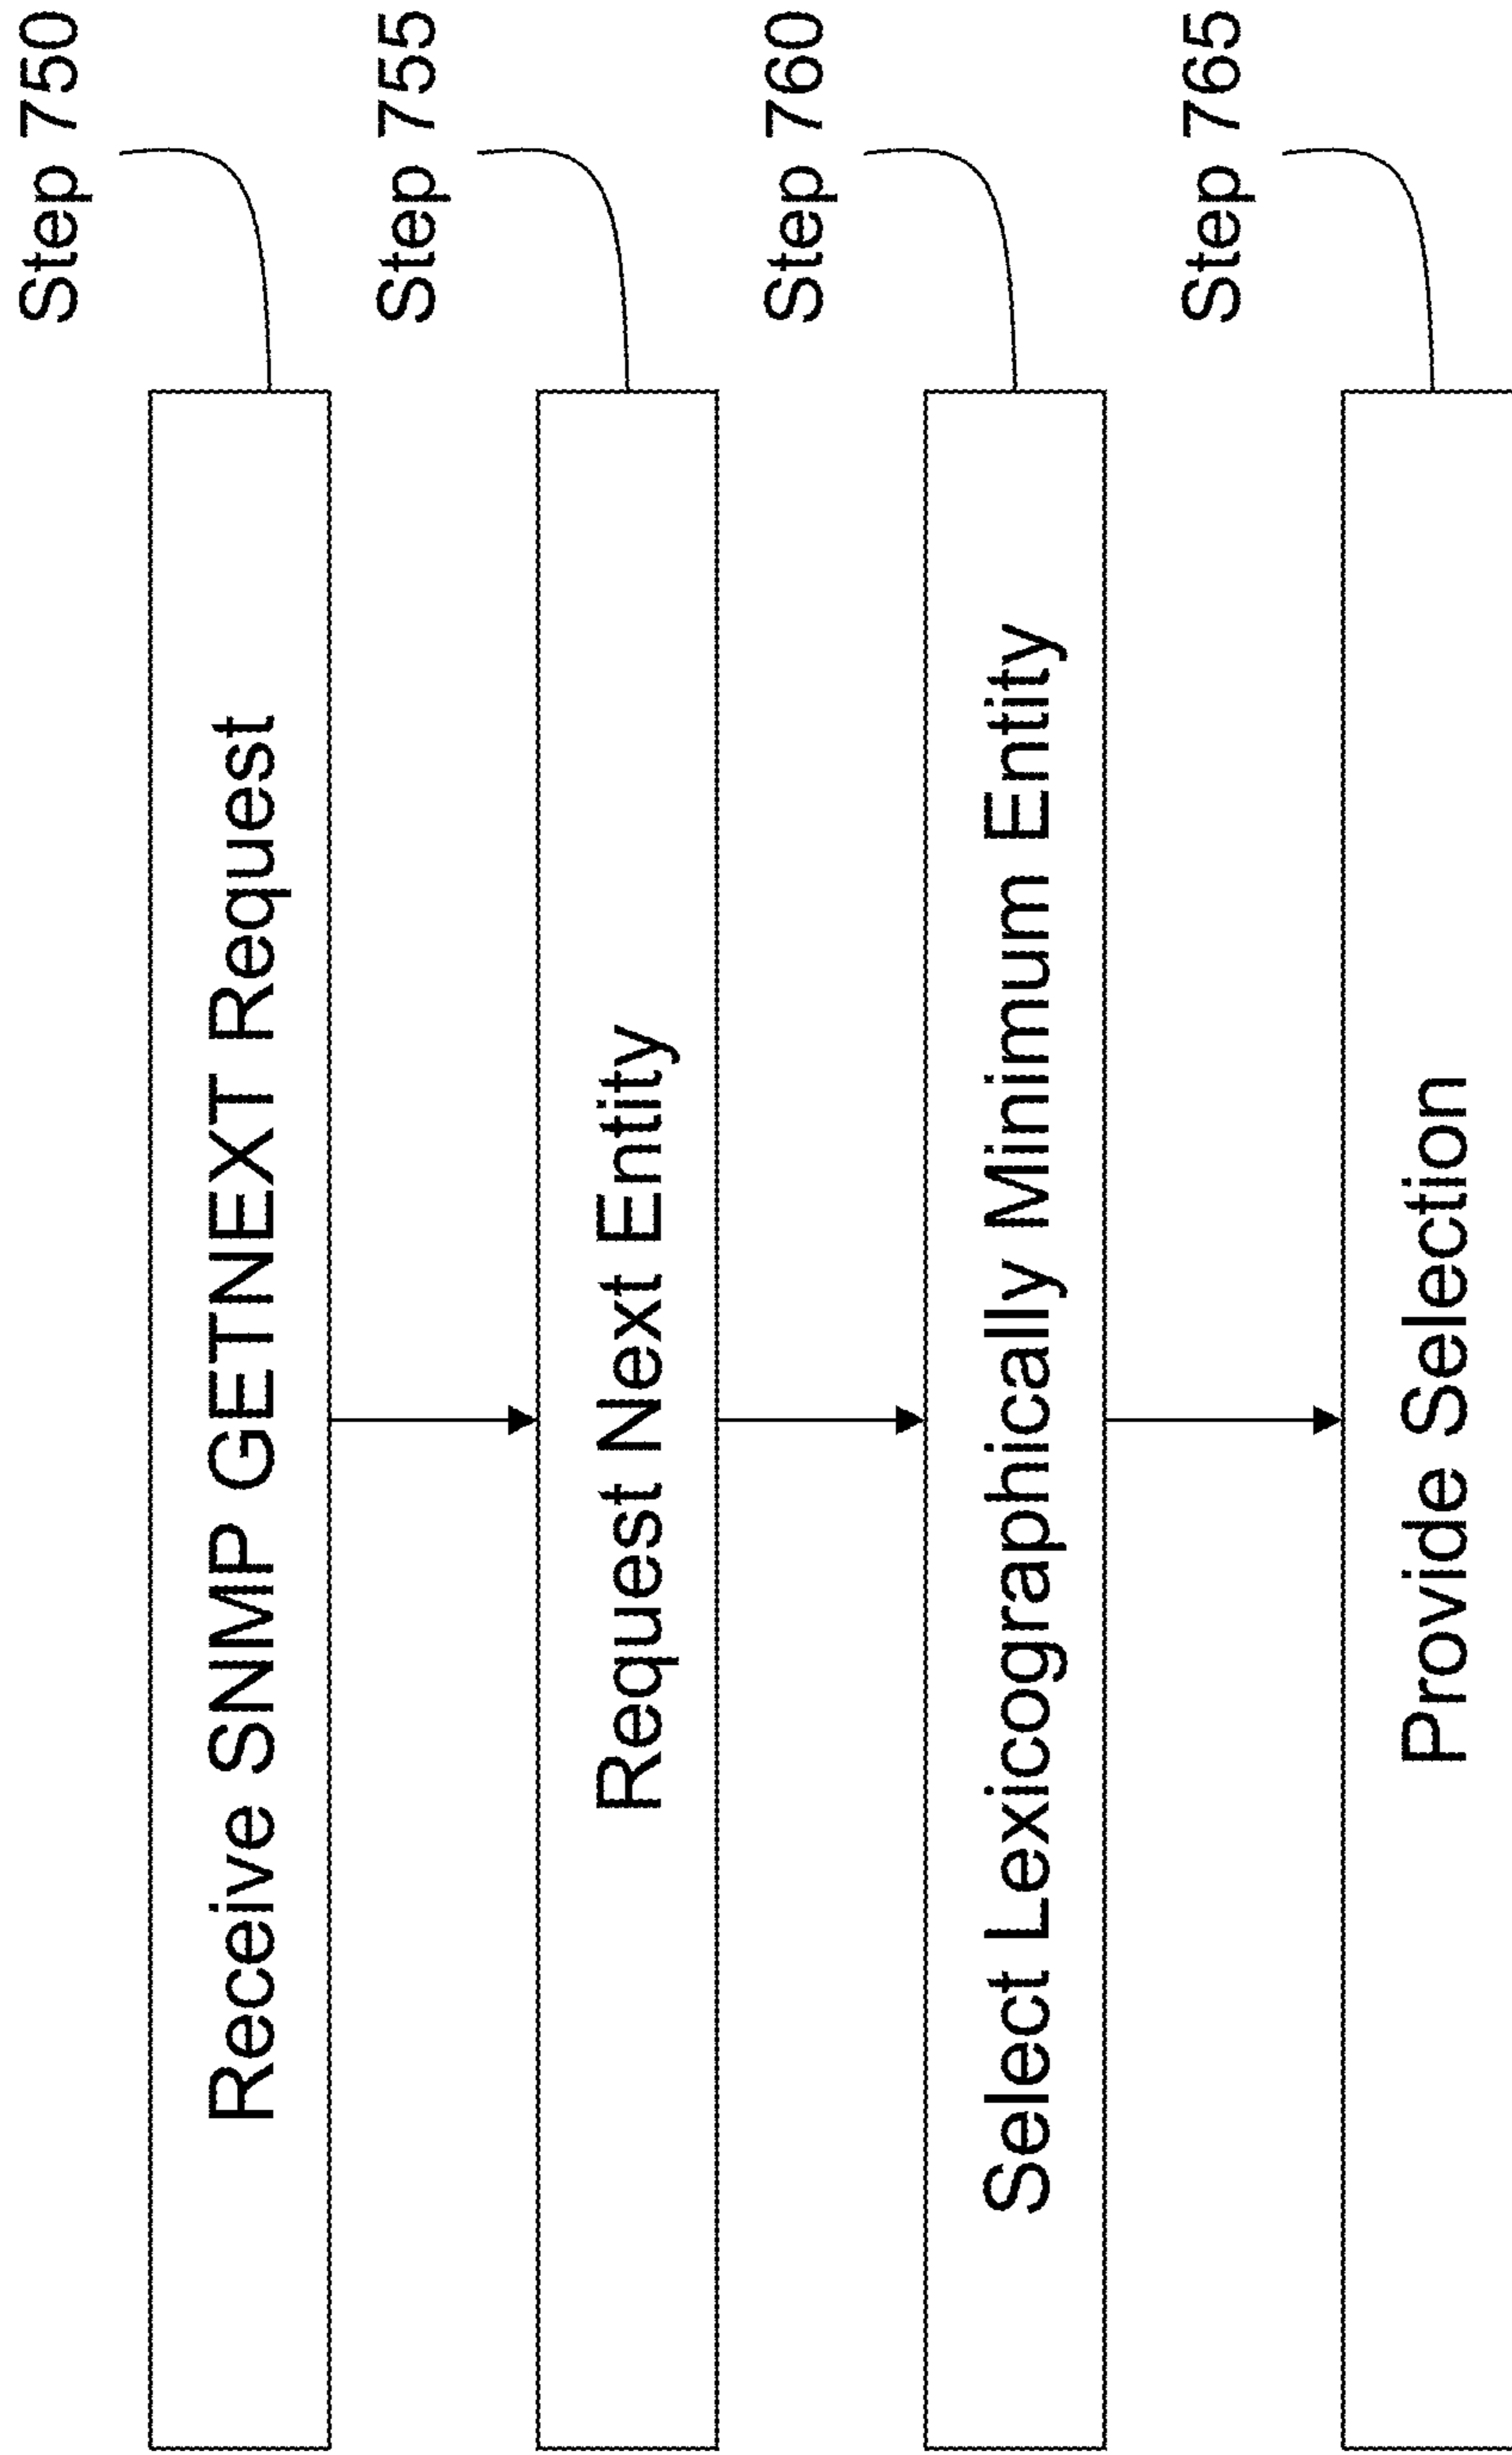 Step 750
Receive SNMP GETNEXT Request
Step 755
Request Next Entity
Step 760
Select Lexicographically Minimum Entity
Step 765
Provide Selection